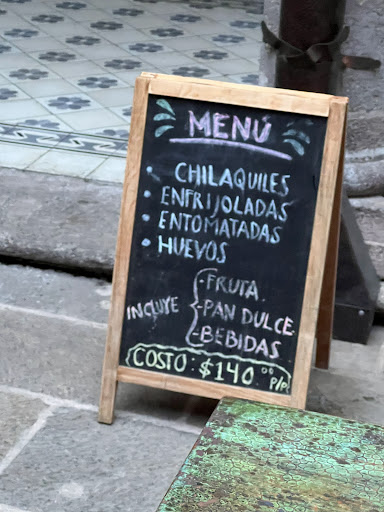 MENÚ
• CHILAQUILES
• ENFRIJOLADAS
• ENTOMATADAS
• HUEVOS
INCLUYE { -FRUTA.
-PAN DULCE.
-BEBIDAS
COSTO: $140.00 P/P.